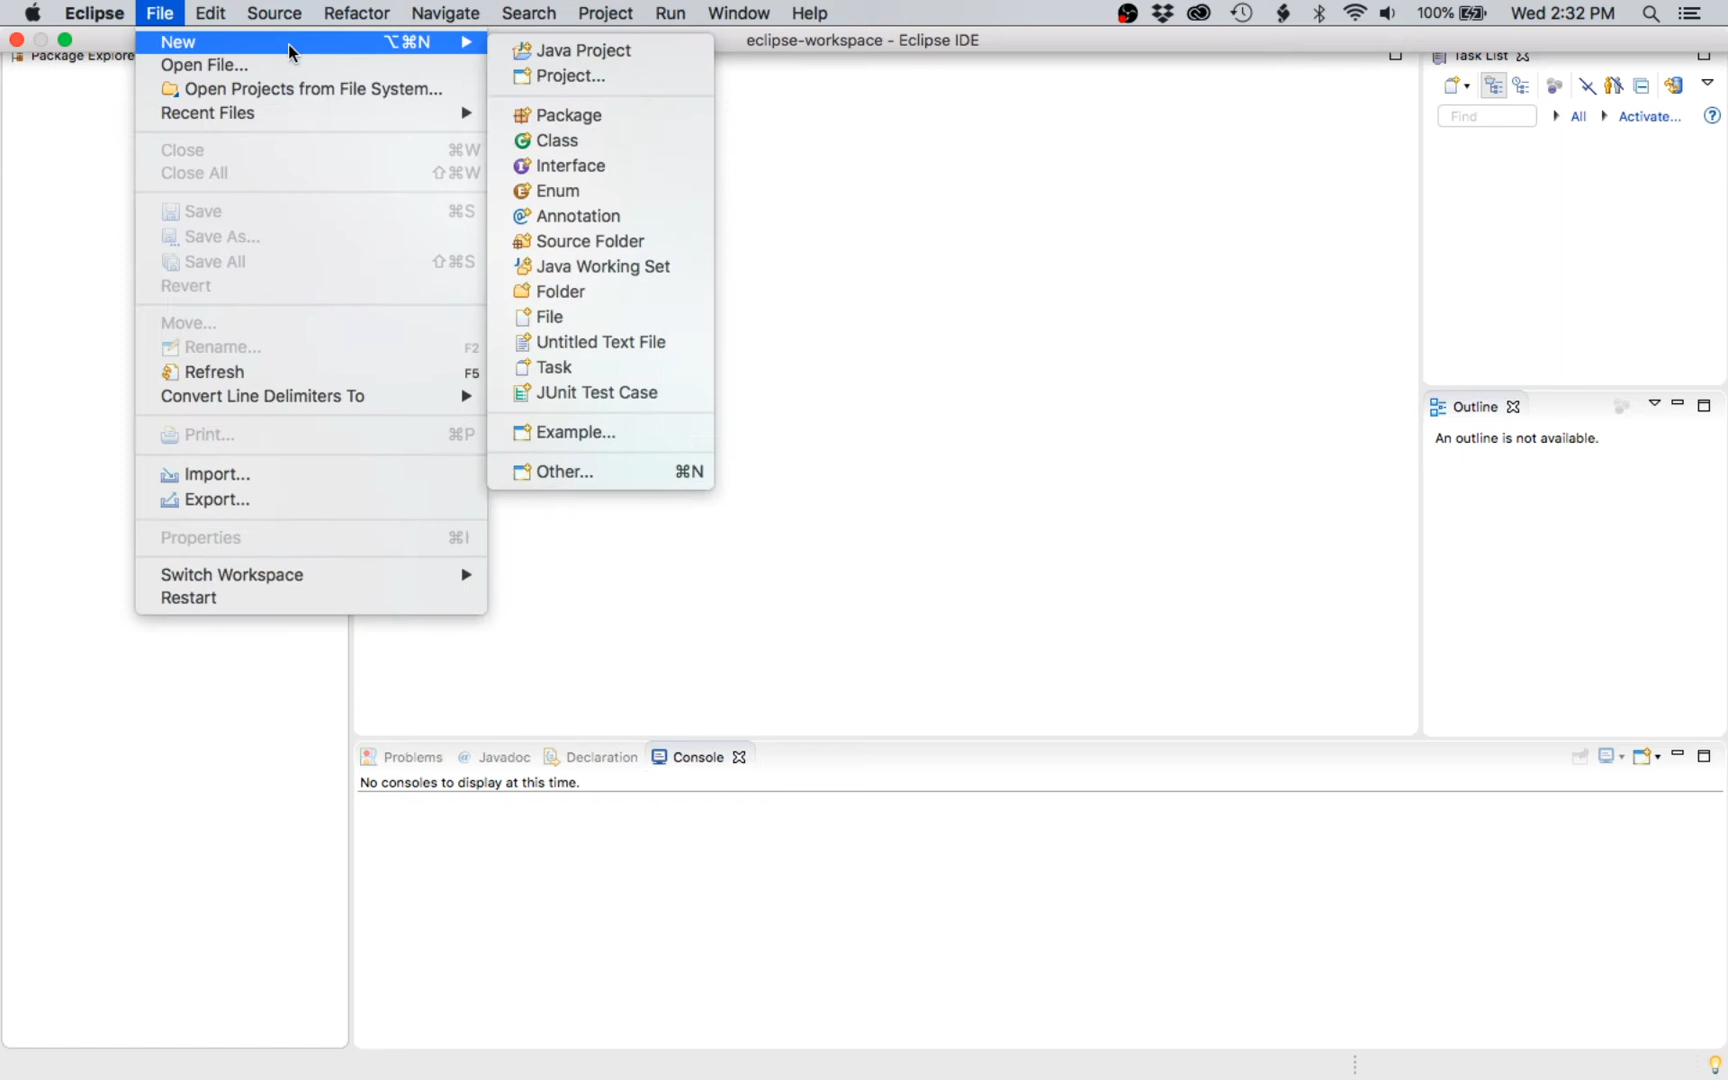 Eclipse File Edit Source Refactor Navigate Search Project Run Window Help 100% Wed 2:32 PM
eclipse-workspace - Eclipse IDE
Package Explore
New ⌥⌘N
Open File...
Open Projects from File System...
Recent Files
Close ⌘W
Close All ⇧⌘W
Save ⌘S
Save As...
Save All ⇧⌘S
Revert
Move...
Rename... F2
Refresh F5
Convert Line Delimiters To
Print... ⌘P
Import...
Export...
Properties ⌘I
Switch Workspace
Restart
Java Project
Project...
Package
Class
Interface
Enum
Annotation
Source Folder
Java Working Set
Folder
File
Untitled Text File
Task
JUnit Test Case
Example...
Other... ⌘N
Task List
Find All Activate...
Outline
An outline is not available.
Problems Javadoc Declaration Console
No consoles to display at this time.